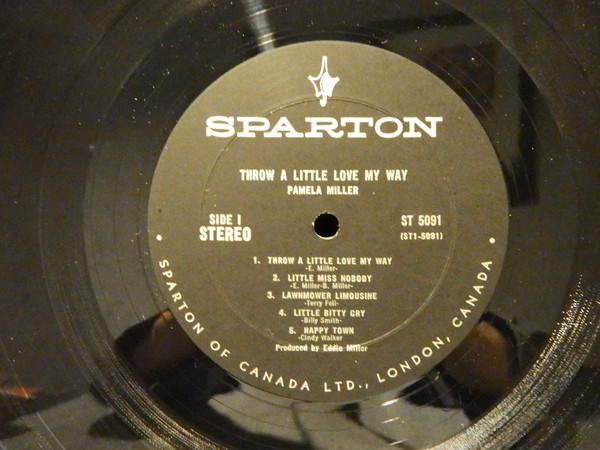 SPARTON
THROW A LITTLE LOVE MY WAY
PAMELA MILLER
SIDE 1
STEREO
ST 5091
(ST1-5091)
1. THROW A LITTLE LOVE MY WAY
-E. Miller-
2. LITTLE MISS NOBODY
-E. Miller-B. Miller-
3. LAWNMOWER LIMOUSINE
-Terry Fell-
4. LITTLE BITTY CRY
-Billy Smith-
5. HAPPY TOWN
-Cindy Walker
Produced by Eddie Miller
• SPARTON OF CANADA LTD., LONDON, CANADA •